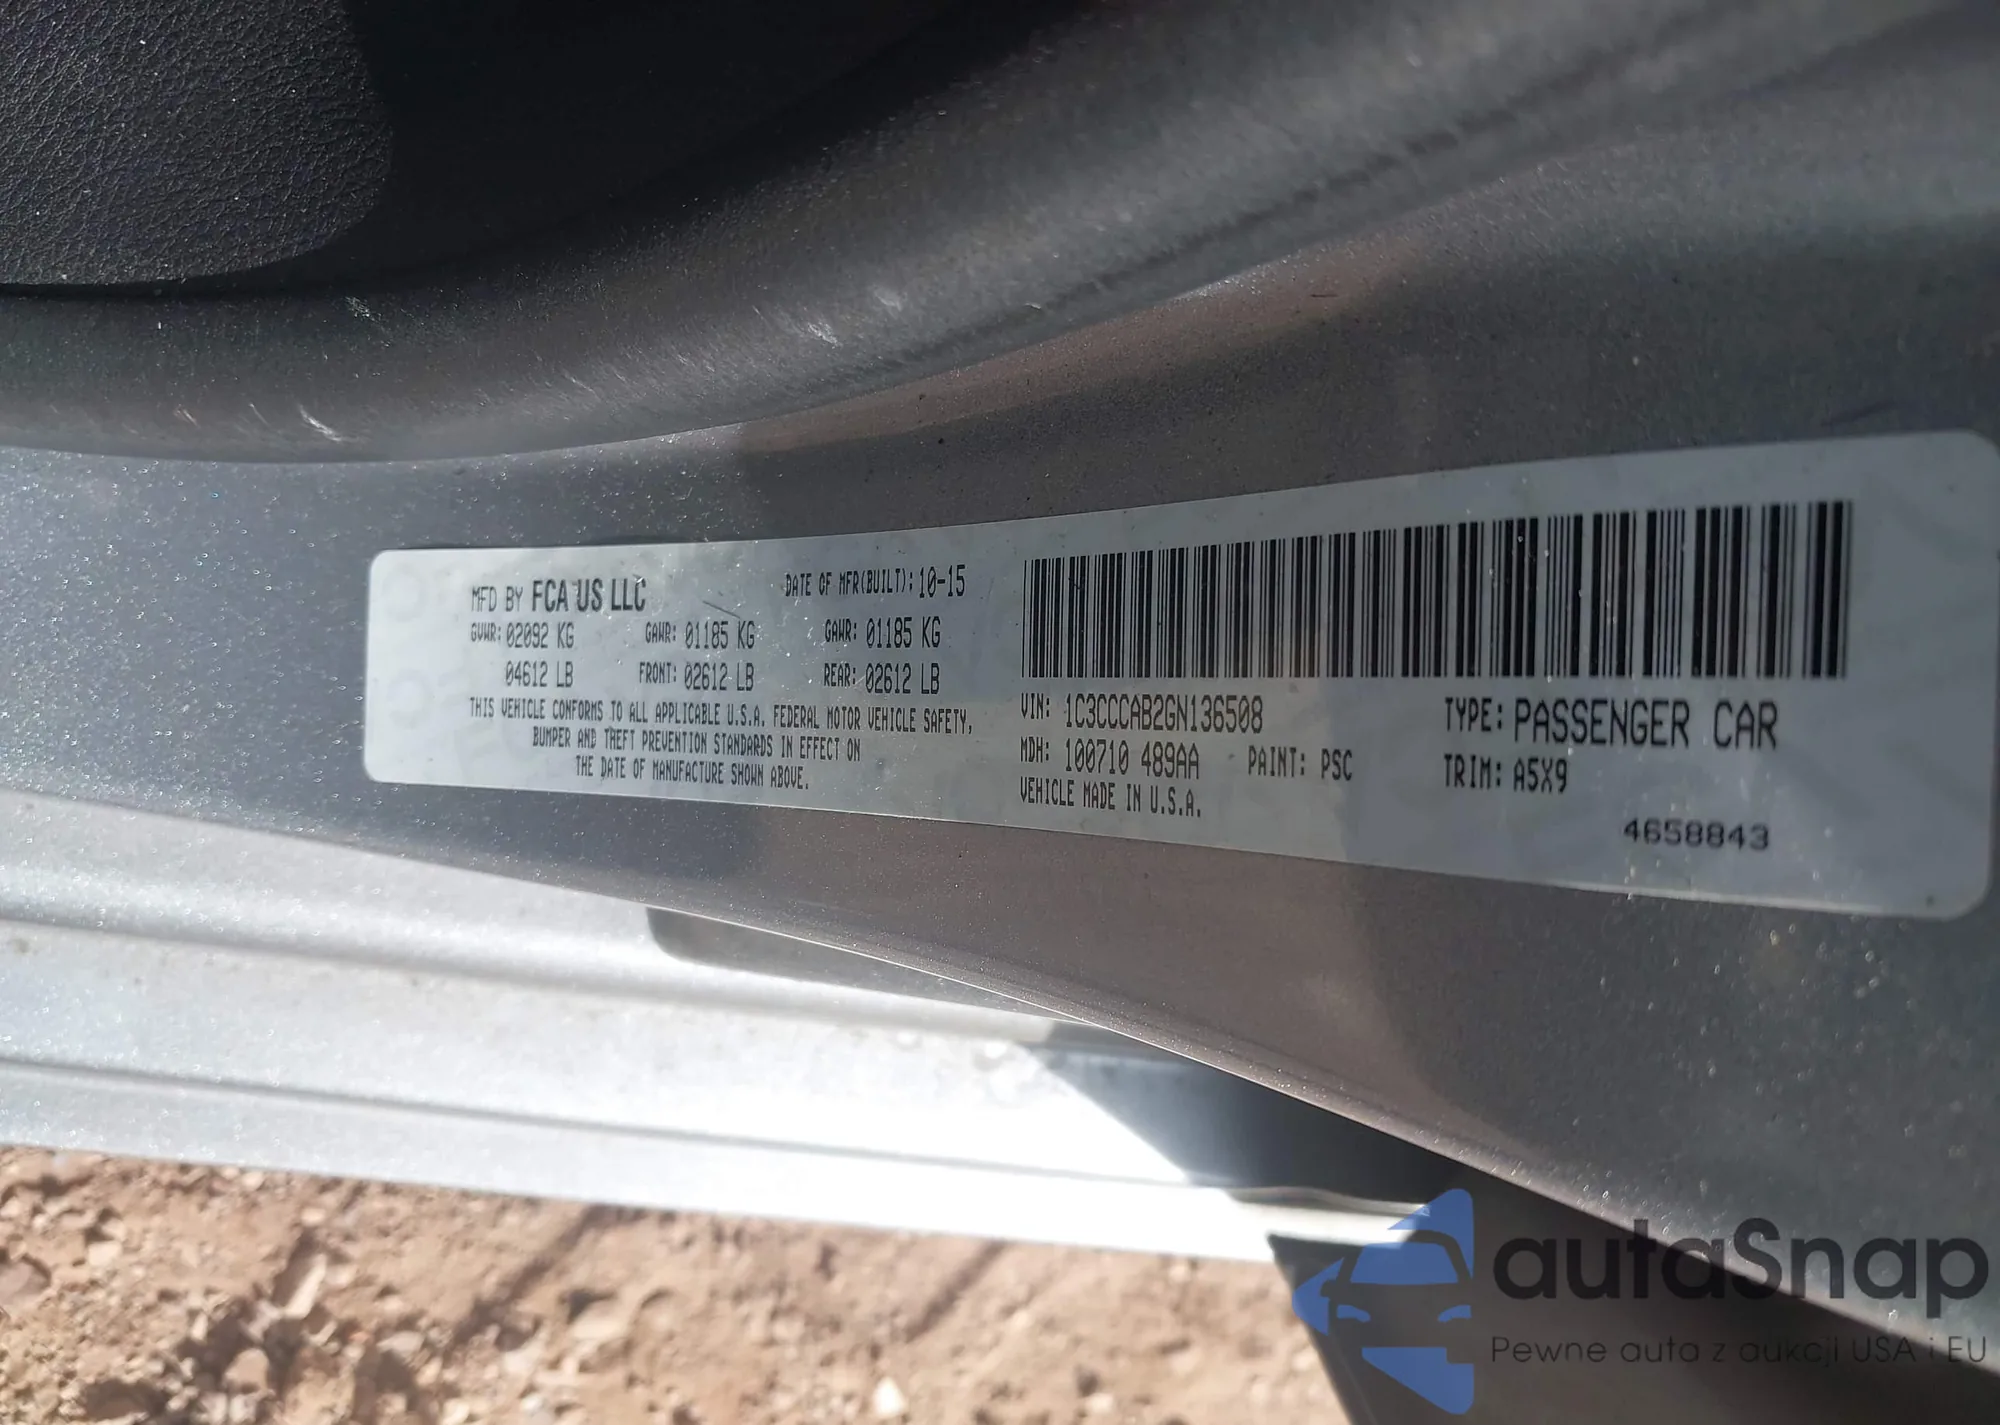 MFD BY FCA US LLC DATE OF MFR(BUILT): 10-15
GVWR: 02092 KG GAWR: 01185 KG GAWR: 01185 KG
04612 LB FRONT: 02612 LB REAR: 02612 LB
THIS VEHICLE CONFORMS TO ALL APPLICABLE U.S.A. FEDERAL MOTOR VEHICLE SAFETY,
BUMPER AND THEFT PREVENTION STANDARDS IN EFFECT ON
THE DATE OF MANUFACTURE SHOWN ABOVE.
VIN: 1C3CCCAB2GN136508 TYPE: PASSENGER CAR
MDH: 100710 489AA PAINT: PSC TRIM: A5X9
VEHICLE MADE IN U.S.A.
4658843
autaSnap
Pewne auta z aukcji USA i EU